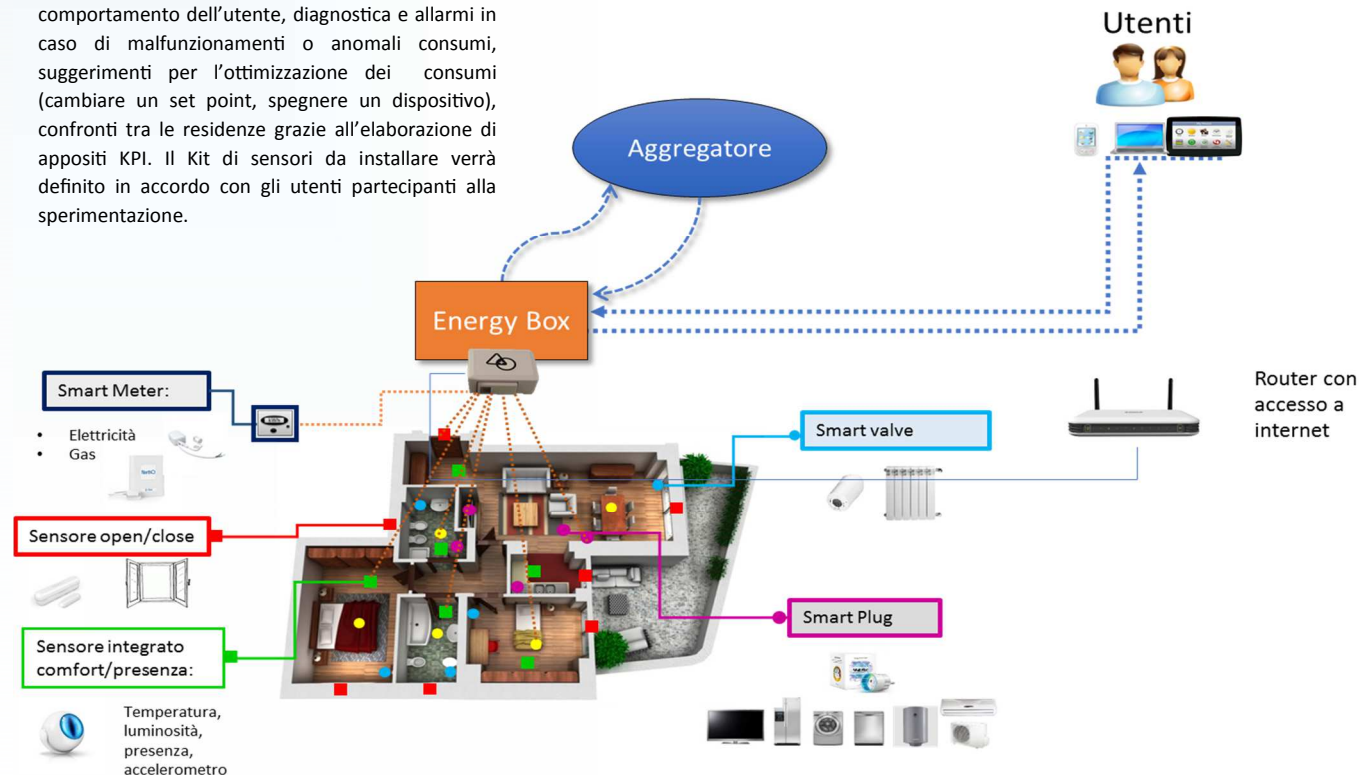 comportamento dell'utente, diagnostica e allarmi in
caso di malfunzionamenti o anomali consumi,
suggerimenti per l'ottimizzazione dei consumi
(cambiare un set point, spegnere un dispositivo),
confronti tra le residenze grazie all'elaborazione di
appositi KPI. Il Kit di sensori da installare verrà
definito in accordo con gli utenti partecipanti alla
sperimentazione.
Utenti
Aggregatore
Energy Box
Smart Meter:
• Elettricità
• Gas
Sensore open/close
Sensore integrato
comfort/presenza:
Temperatura,
luminosità,
presenza,
accelerometro
Smart valve
Router con
accesso a
internet
Smart Plug